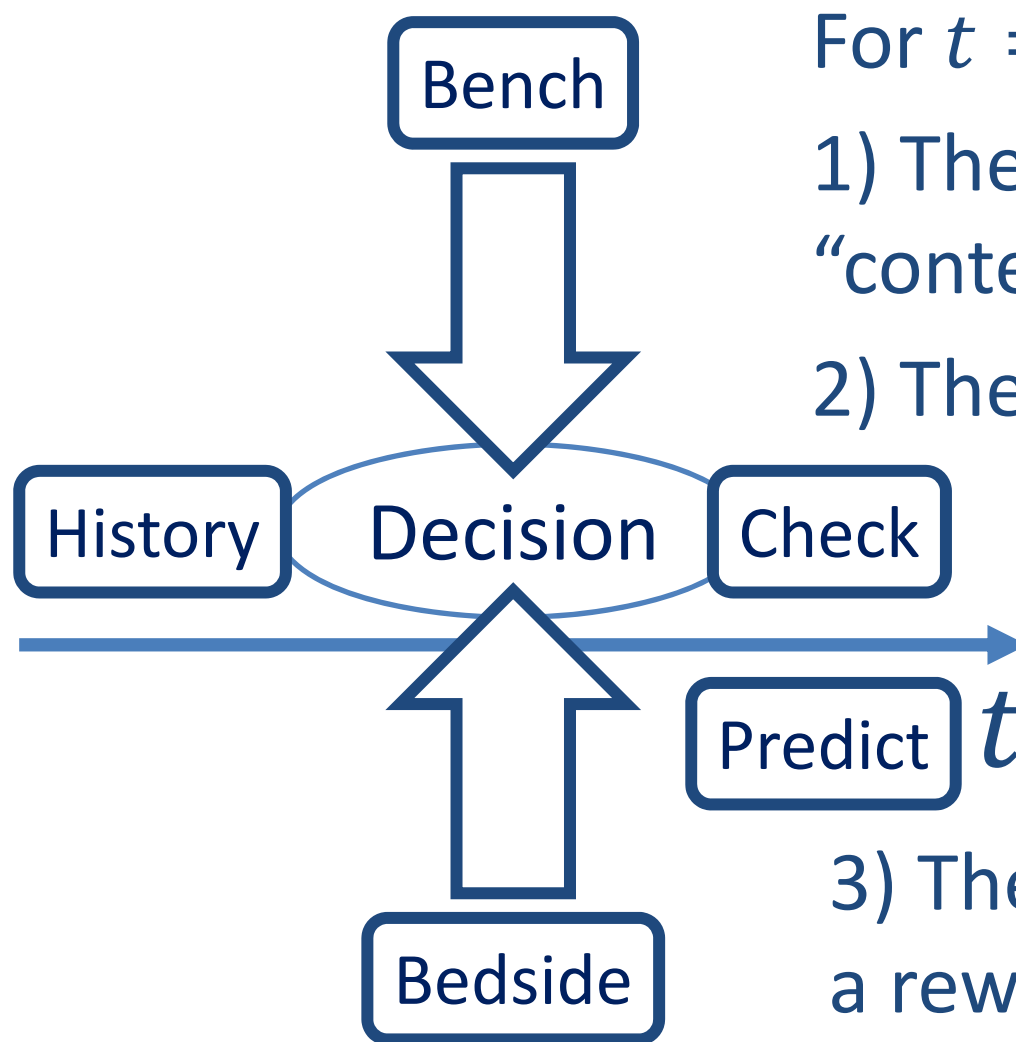 Bench
For t =
1) The
“conte
2) The
History
Decision
Check
Predict
t
3) The
a rew
Bedside